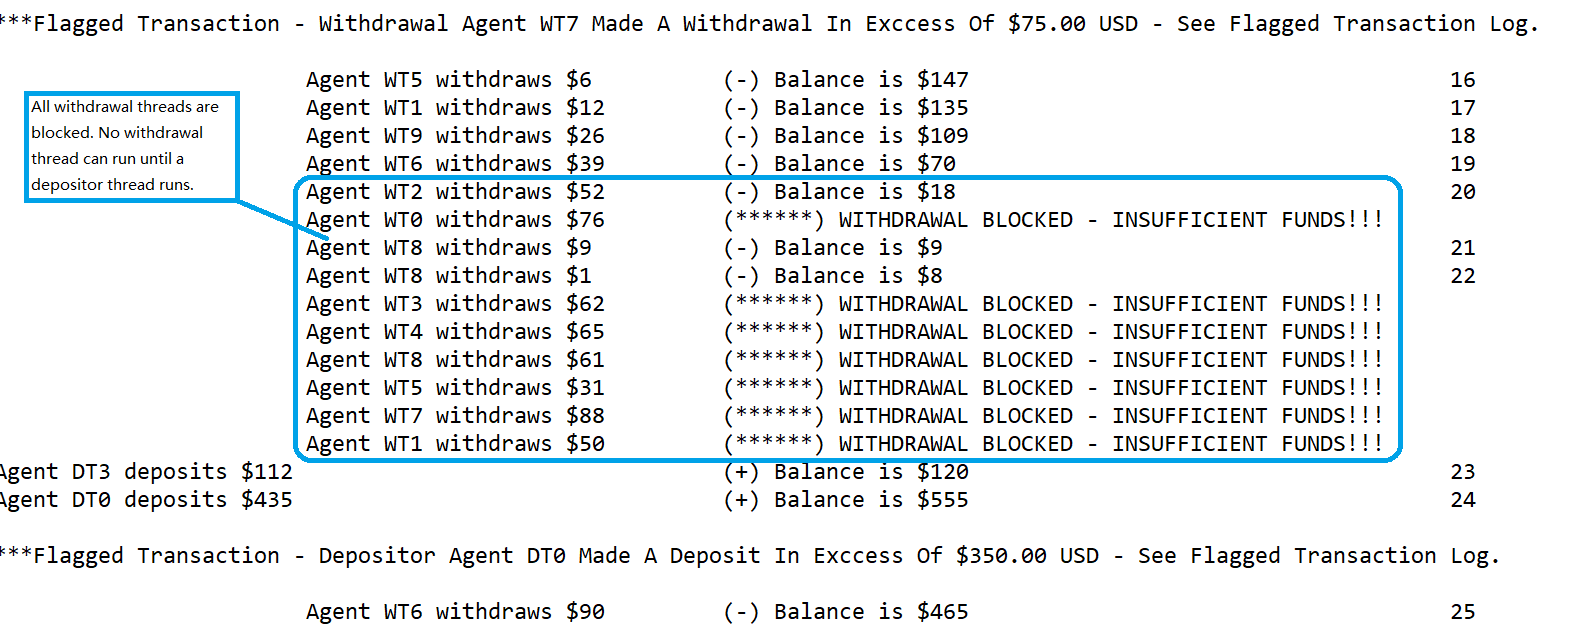 ***Flagged Transaction - Withdrawal Agent WT7 Made A Withdrawal In Exccess Of $75.00 USD - See Flagged Transaction Log.
Agent WT5 withdraws $6 (-) Balance is $147 16
All withdrawal threads are
blocked. No withdrawal
thread can run until a
depositor thread runs.
Agent WT1 withdraws $12 (-) Balance is $135 17
Agent WT9 withdraws $26 (-) Balance is $109 18
Agent WT6 withdraws $39 (-) Balance is $70 19
Agent WT2 withdraws $52 (-) Balance is $18 20
Agent WT0 withdraws $76 (******) WITHDRAWAL BLOCKED - INSUFFICIENT FUNDS!!!
Agent WT8 withdraws $9 (-) Balance is $9 21
Agent WT8 withdraws $1 (-) Balance is $8 22
Agent WT3 withdraws $62 (******) WITHDRAWAL BLOCKED - INSUFFICIENT FUNDS!!!
Agent WT4 withdraws $65 (******) WITHDRAWAL BLOCKED - INSUFFICIENT FUNDS!!!
Agent WT8 withdraws $61 (******) WITHDRAWAL BLOCKED - INSUFFICIENT FUNDS!!!
Agent WT5 withdraws $31 (******) WITHDRAWAL BLOCKED - INSUFFICIENT FUNDS!!!
Agent WT7 withdraws $88 (******) WITHDRAWAL BLOCKED - INSUFFICIENT FUNDS!!!
Agent WT1 withdraws $50 (******) WITHDRAWAL BLOCKED - INSUFFICIENT FUNDS!!!
Agent DT3 deposits $112 (+) Balance is $120 23
Agent DT0 deposits $435 (+) Balance is $555 24
***Flagged Transaction - Depositor Agent DT0 Made A Deposit In Exccess Of $350.00 USD - See Flagged Transaction Log.
Agent WT6 withdraws $90 (-) Balance is $465 25